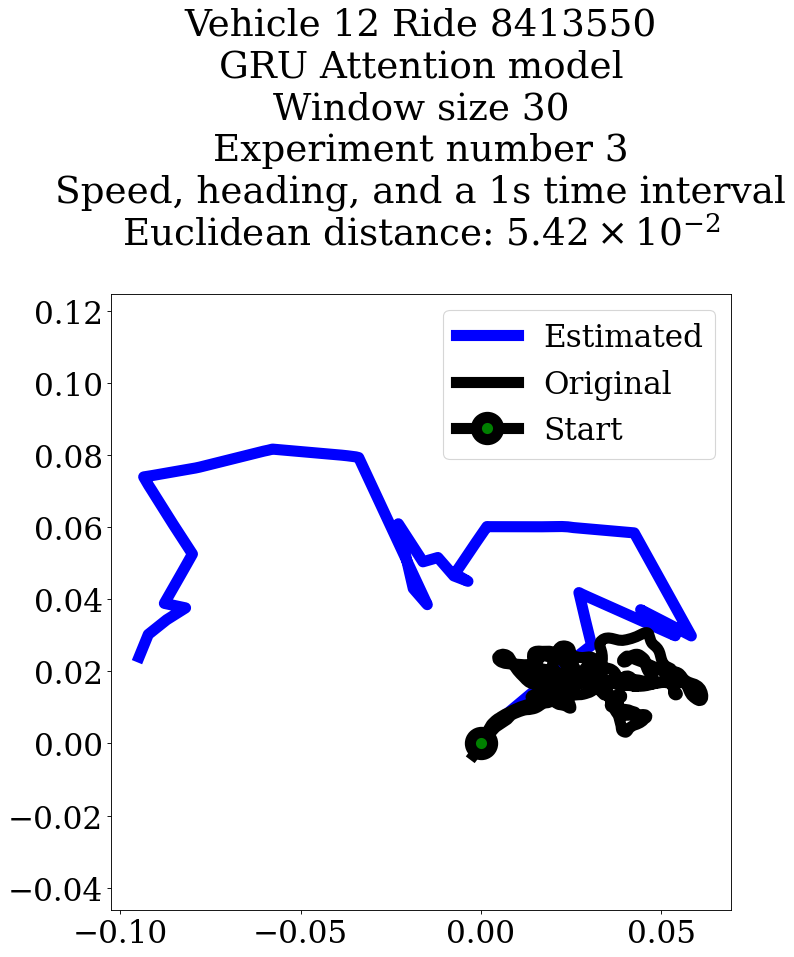 Vehicle 12 Ride 8413550
GRU Attention model
Window size 30
Experiment number 3
Speed, heading, and a 1s time interval
Euclidean distance: 5.42 × 10⁻²
Estimated
Original
Start
0.12
0.10
0.08
0.06
0.04
0.02
0.00
−0.02
−0.04
−0.10 −0.05 0.00 0.05